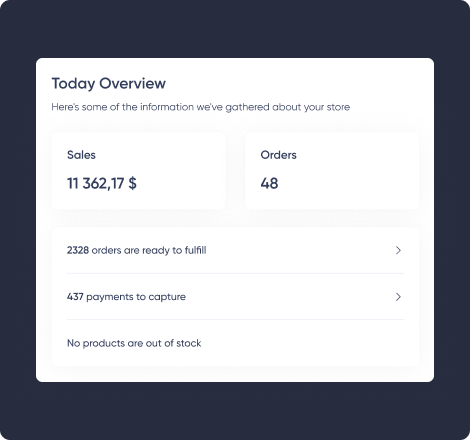 Today Overview
Here's some of the information we've gathered about your store
Sales
11 362,17 $
Orders
48
2328 orders are ready to fulfill
437 payments to capture
No products are out of stock